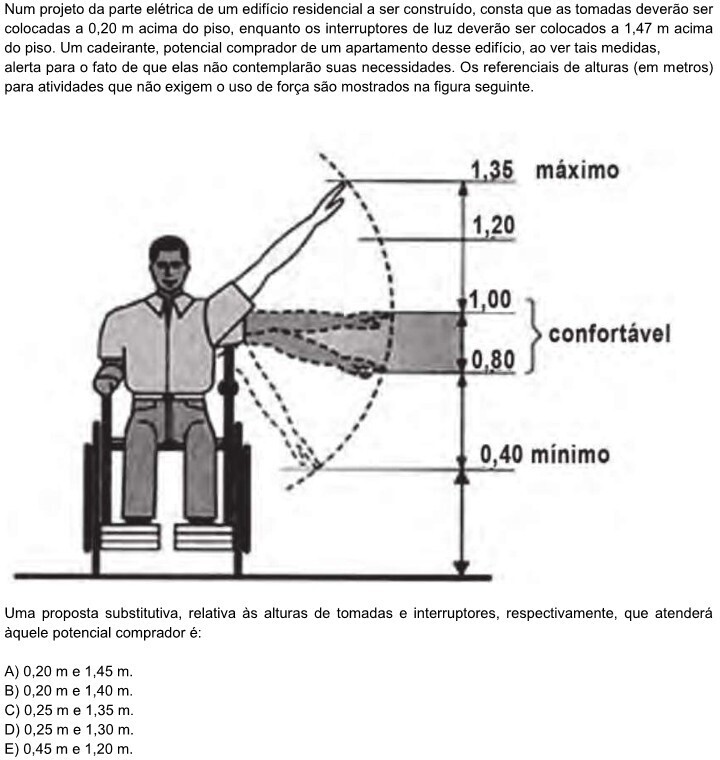 Num projeto da parte elétrica de um edifício residencial a ser construído, consta que as tomadas deverão ser
colocadas a 0,20 m acima do piso, enquanto os interruptores de luz deverão ser colocados a 1,47 m acima
do piso. Um cadeirante, potencial comprador de um apartamento desse edifício, ao ver tais medidas,
alerta para o fato de que elas não contemplarão suas necessidades. Os referenciais de alturas (em metros)
para atividades que não exigem o uso de força são mostrados na figura seguinte.
1,35 máximo
1,20
1,00
confortável
0,80
0,40 mínimo
Uma proposta substitutiva, relativa às alturas de tomadas e interruptores, respectivamente, que atenderá
àquele potencial comprador é:
A) 0,20 m e 1,45 m.
B) 0,20 m e 1,40 m.
C) 0,25 m e 1,35 m.
D) 0,25 m e 1,30 m.
E) 0,45 m e 1,20 m.